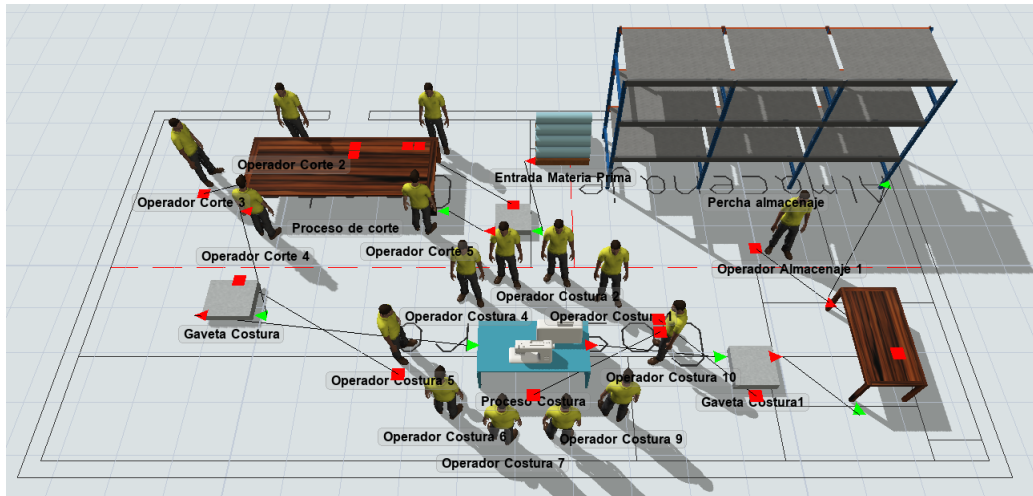 Operador Corte 2
Entrada Materia Prima
Operador Corte 3
Percha almacenaje
Proceso de corte
Operador Corte 5
Operador Corte 4
Operador Almacenaje 1
Operador Costura 2
Gaveta Costura
Operador Costura 4
Operador Costura 1
Operador Costura 5
Operador Costura 10
Proceso Costura
Gaveta Costura1
Operador Costura 6
Operador Costura 9
Operador Costura 7